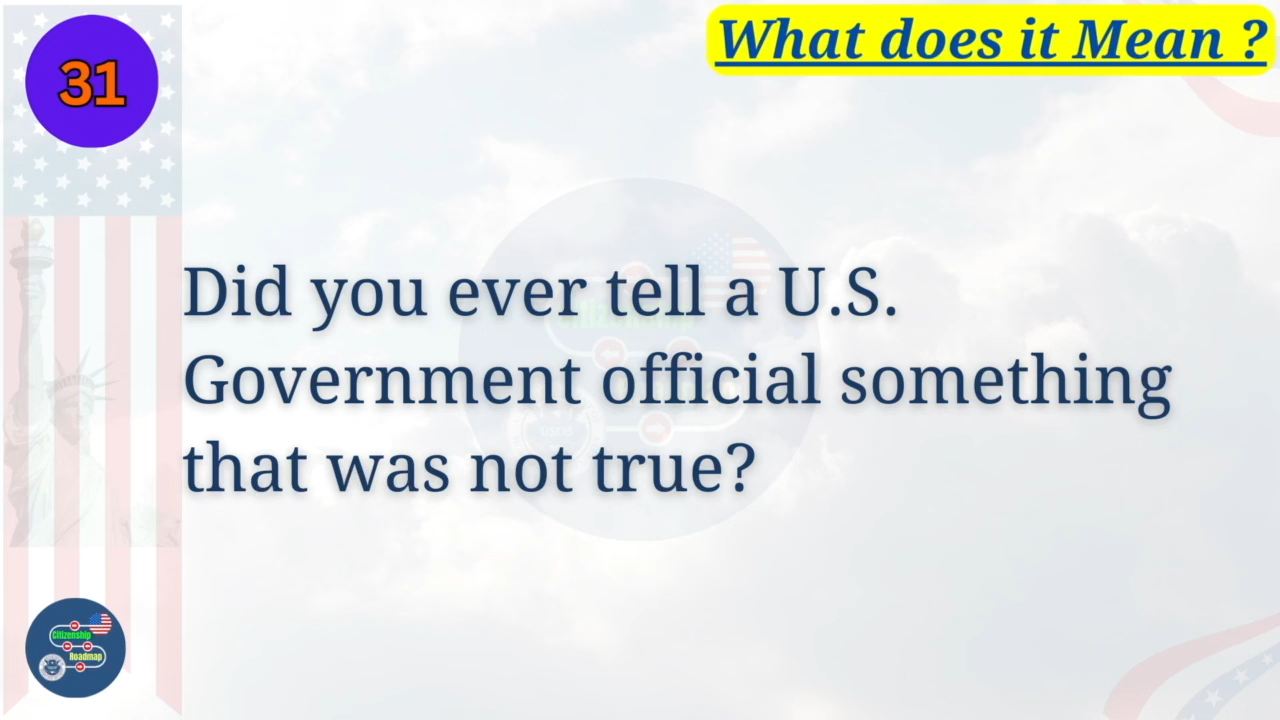 31
What does it Mean ?
Did you ever tell a U.S.
Government official something
that was not true?
Citizenship
Roadmap